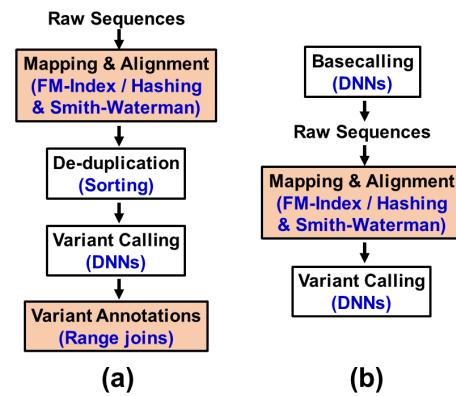 Raw Sequences
Mapping & Alignment
(FM-Index / Hashing
& Smith-Waterman)
De-duplication
(Sorting)
Variant Calling
(DNNs)
Variant Annotations
(Range joins)
(a)
Basecalling
(DNNs)
Raw Sequences
Mapping & Alignment
(FM-Index / Hashing
& Smith-Waterman)
Variant Calling
(DNNs)
(b)